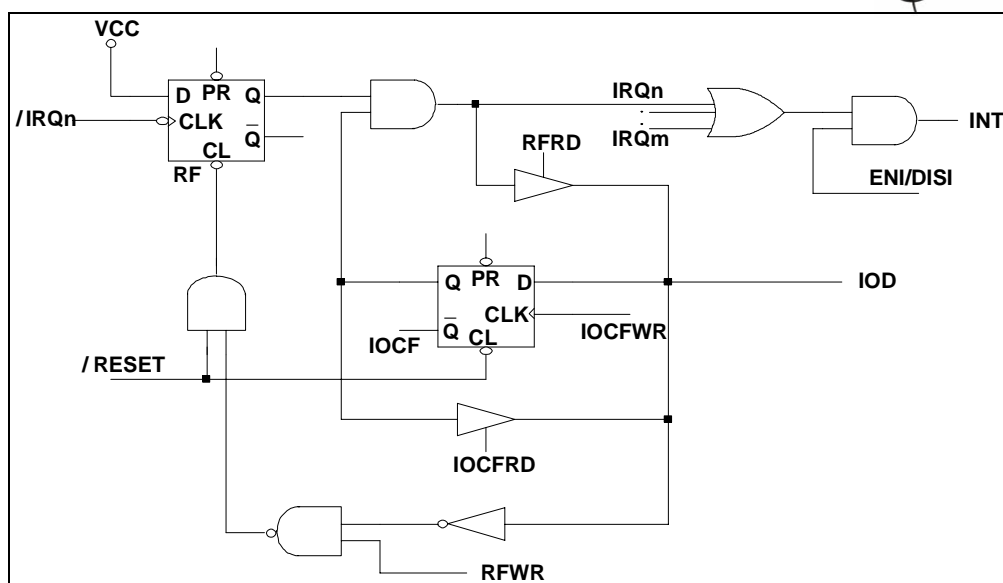 VCC
D PR Q
/IRQn
CLK
Q
CL
RF
IRQn
:
IRQm
INT
RFRD
ENI/DISI
Q PR D
IOD
CLK
Q
IOCF
CL
IOCFWR
/RESET
IOCFRD
RFWR